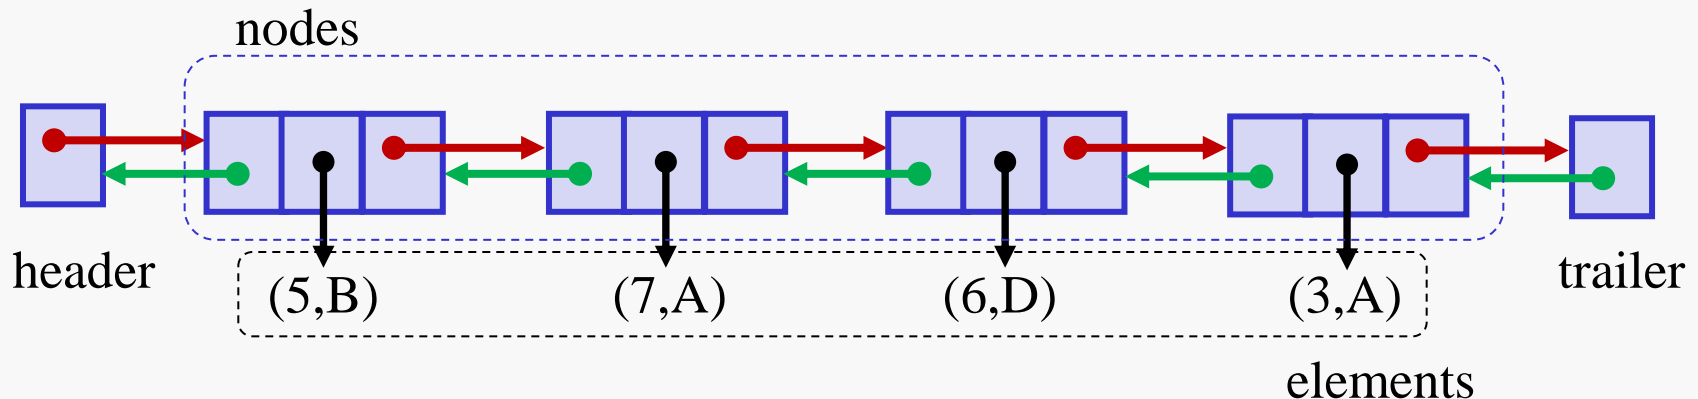 nodes
header
trailer
(5,B)
(7,A)
(6,D)
(3,A)
elements